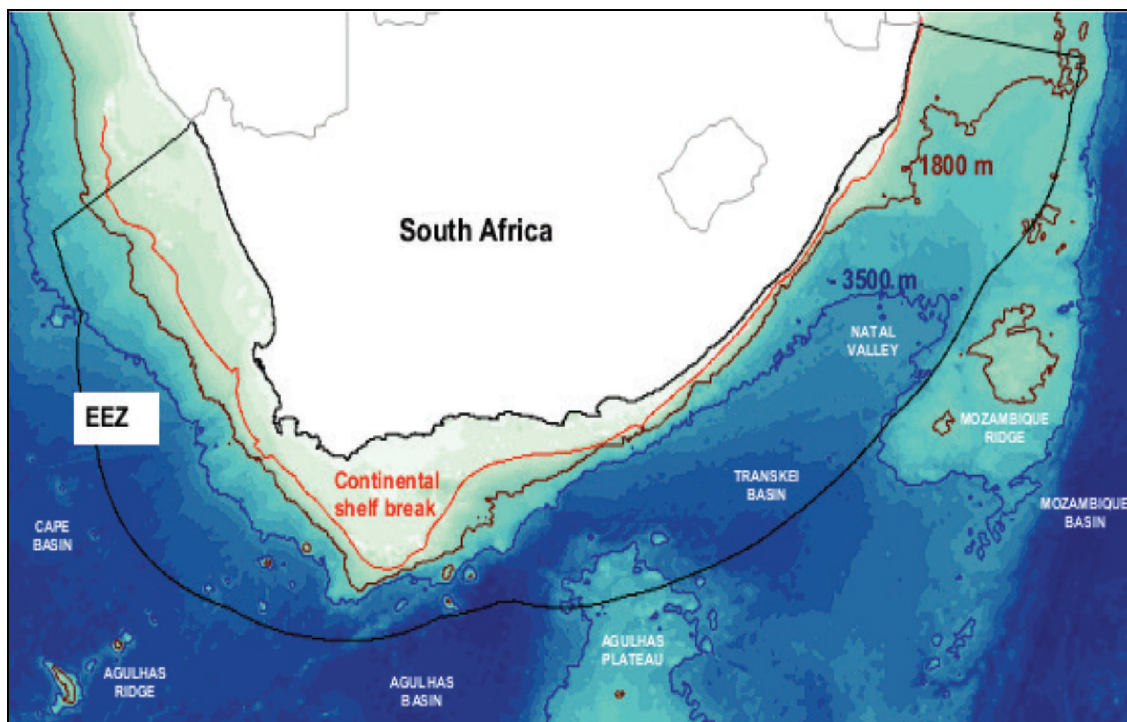 1800 m
South Africa
3500 m
NATAL
VALLEY
EEZ
MOZAMBIQUE
RIDGE
Continental
shelf break
TRANSKEI
BASIN
MOZAMBIQUE
BASIN
CAPE
BASIN
AGULHAS
PLATEAU
AGULHAS
RIDGE
AGULHAS
BASIN